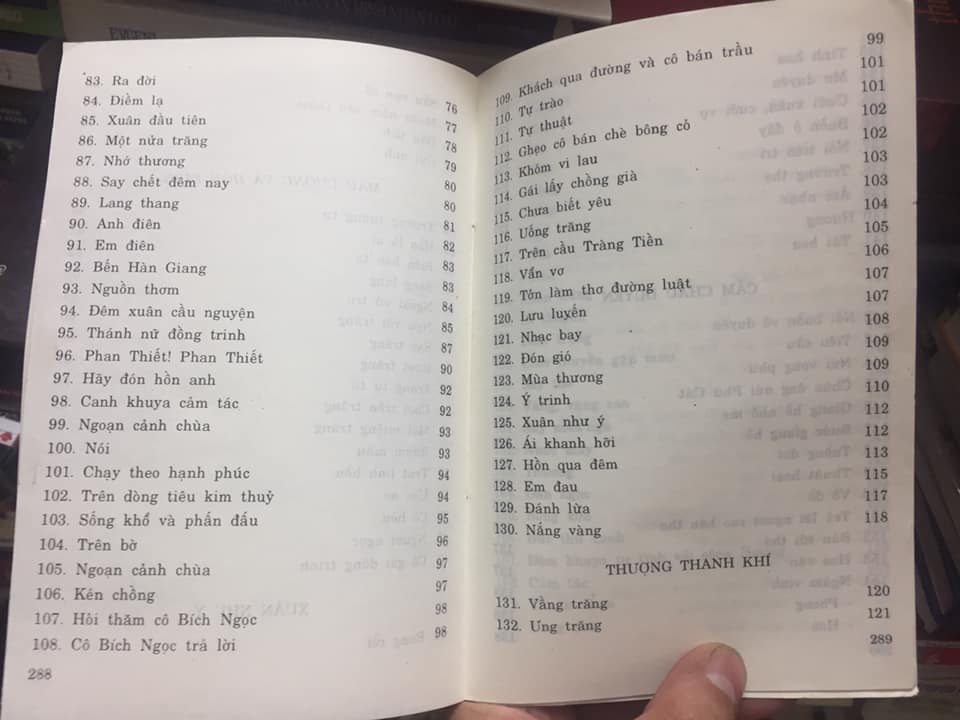 83. Ra đời 76
84. Điềm lạ 77
85. Xuân đầu tiên 78
86. Một nửa trăng 79
87. Nhớ thương 80
88. Say chết đêm nay 80
89. Lang thang 81
90. Anh điên 82
91. Em điên 83
92. Bến Hàn Giang 83
93. Nguồn thơm 84
94. Đêm xuân cầu nguyện 85
95. Thánh nữ đồng trinh 87
96. Phan Thiết! Phan Thiết 90
97. Hãy đón hồn anh 92
98. Canh khuya cảm tác 92
99. Ngoạn cảnh chùa 93
100. Nói 93
101. Chạy theo hạnh phúc 94
102. Trên dòng tiêu kim thuỷ 94
103. Sống khổ và phấn đấu 95
104. Trên bờ 96
105. Ngoạn cảnh chùa 97
106. Kén chồng 97
107. Hỏi thăm cô Bích Ngọc 98
108. Cô Bích Ngọc trả lời 98
288
109. Khách qua đường và cô bán trầu 99
110. Tự trào 101
111. Tự thuật 101
112. Ghẹo cô bán chè bông cỏ 102
113. Khóm vi lau 102
114. Gái lấy chồng già 103
115. Chưa biết yêu 103
116. Uống trăng 104
117. Trên cầu Tràng Tiền 105
118. Vẩn vơ 106
119. Tởn làm thơ đường luật 107
120. Lưu luyến 107
121. Nhạc bay 108
122. Đón gió 109
123. Mùa thương 109
124. Ý trinh 110
125. Xuân như ý 112
126. Ái khanh hỡi 112
127. Hồn qua đêm 113
128. Em đau 115
129. Đánh lừa 117
130. Nắng vàng 118
THƯỢNG THANH KHÍ
131. Vầng trăng 120
132. Ưng trăng 121
289